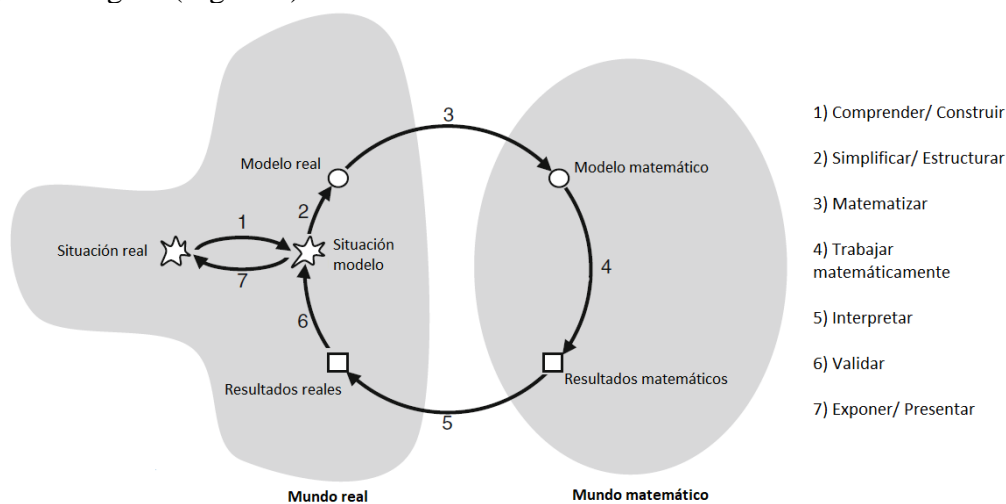 3
Modelo real
Modelo matemático
2
1
Situación real
Situación
modelo
7
4
6
Resultados reales
Resultados matemáticos
5
Mundo real
Mundo matemático
1) Comprender/ Construir
2) Simplificar/ Estructurar
3) Matematizar
4) Trabajar
matemáticamente
5) Interpretar
6) Validar
7) Exponer/ Presentar